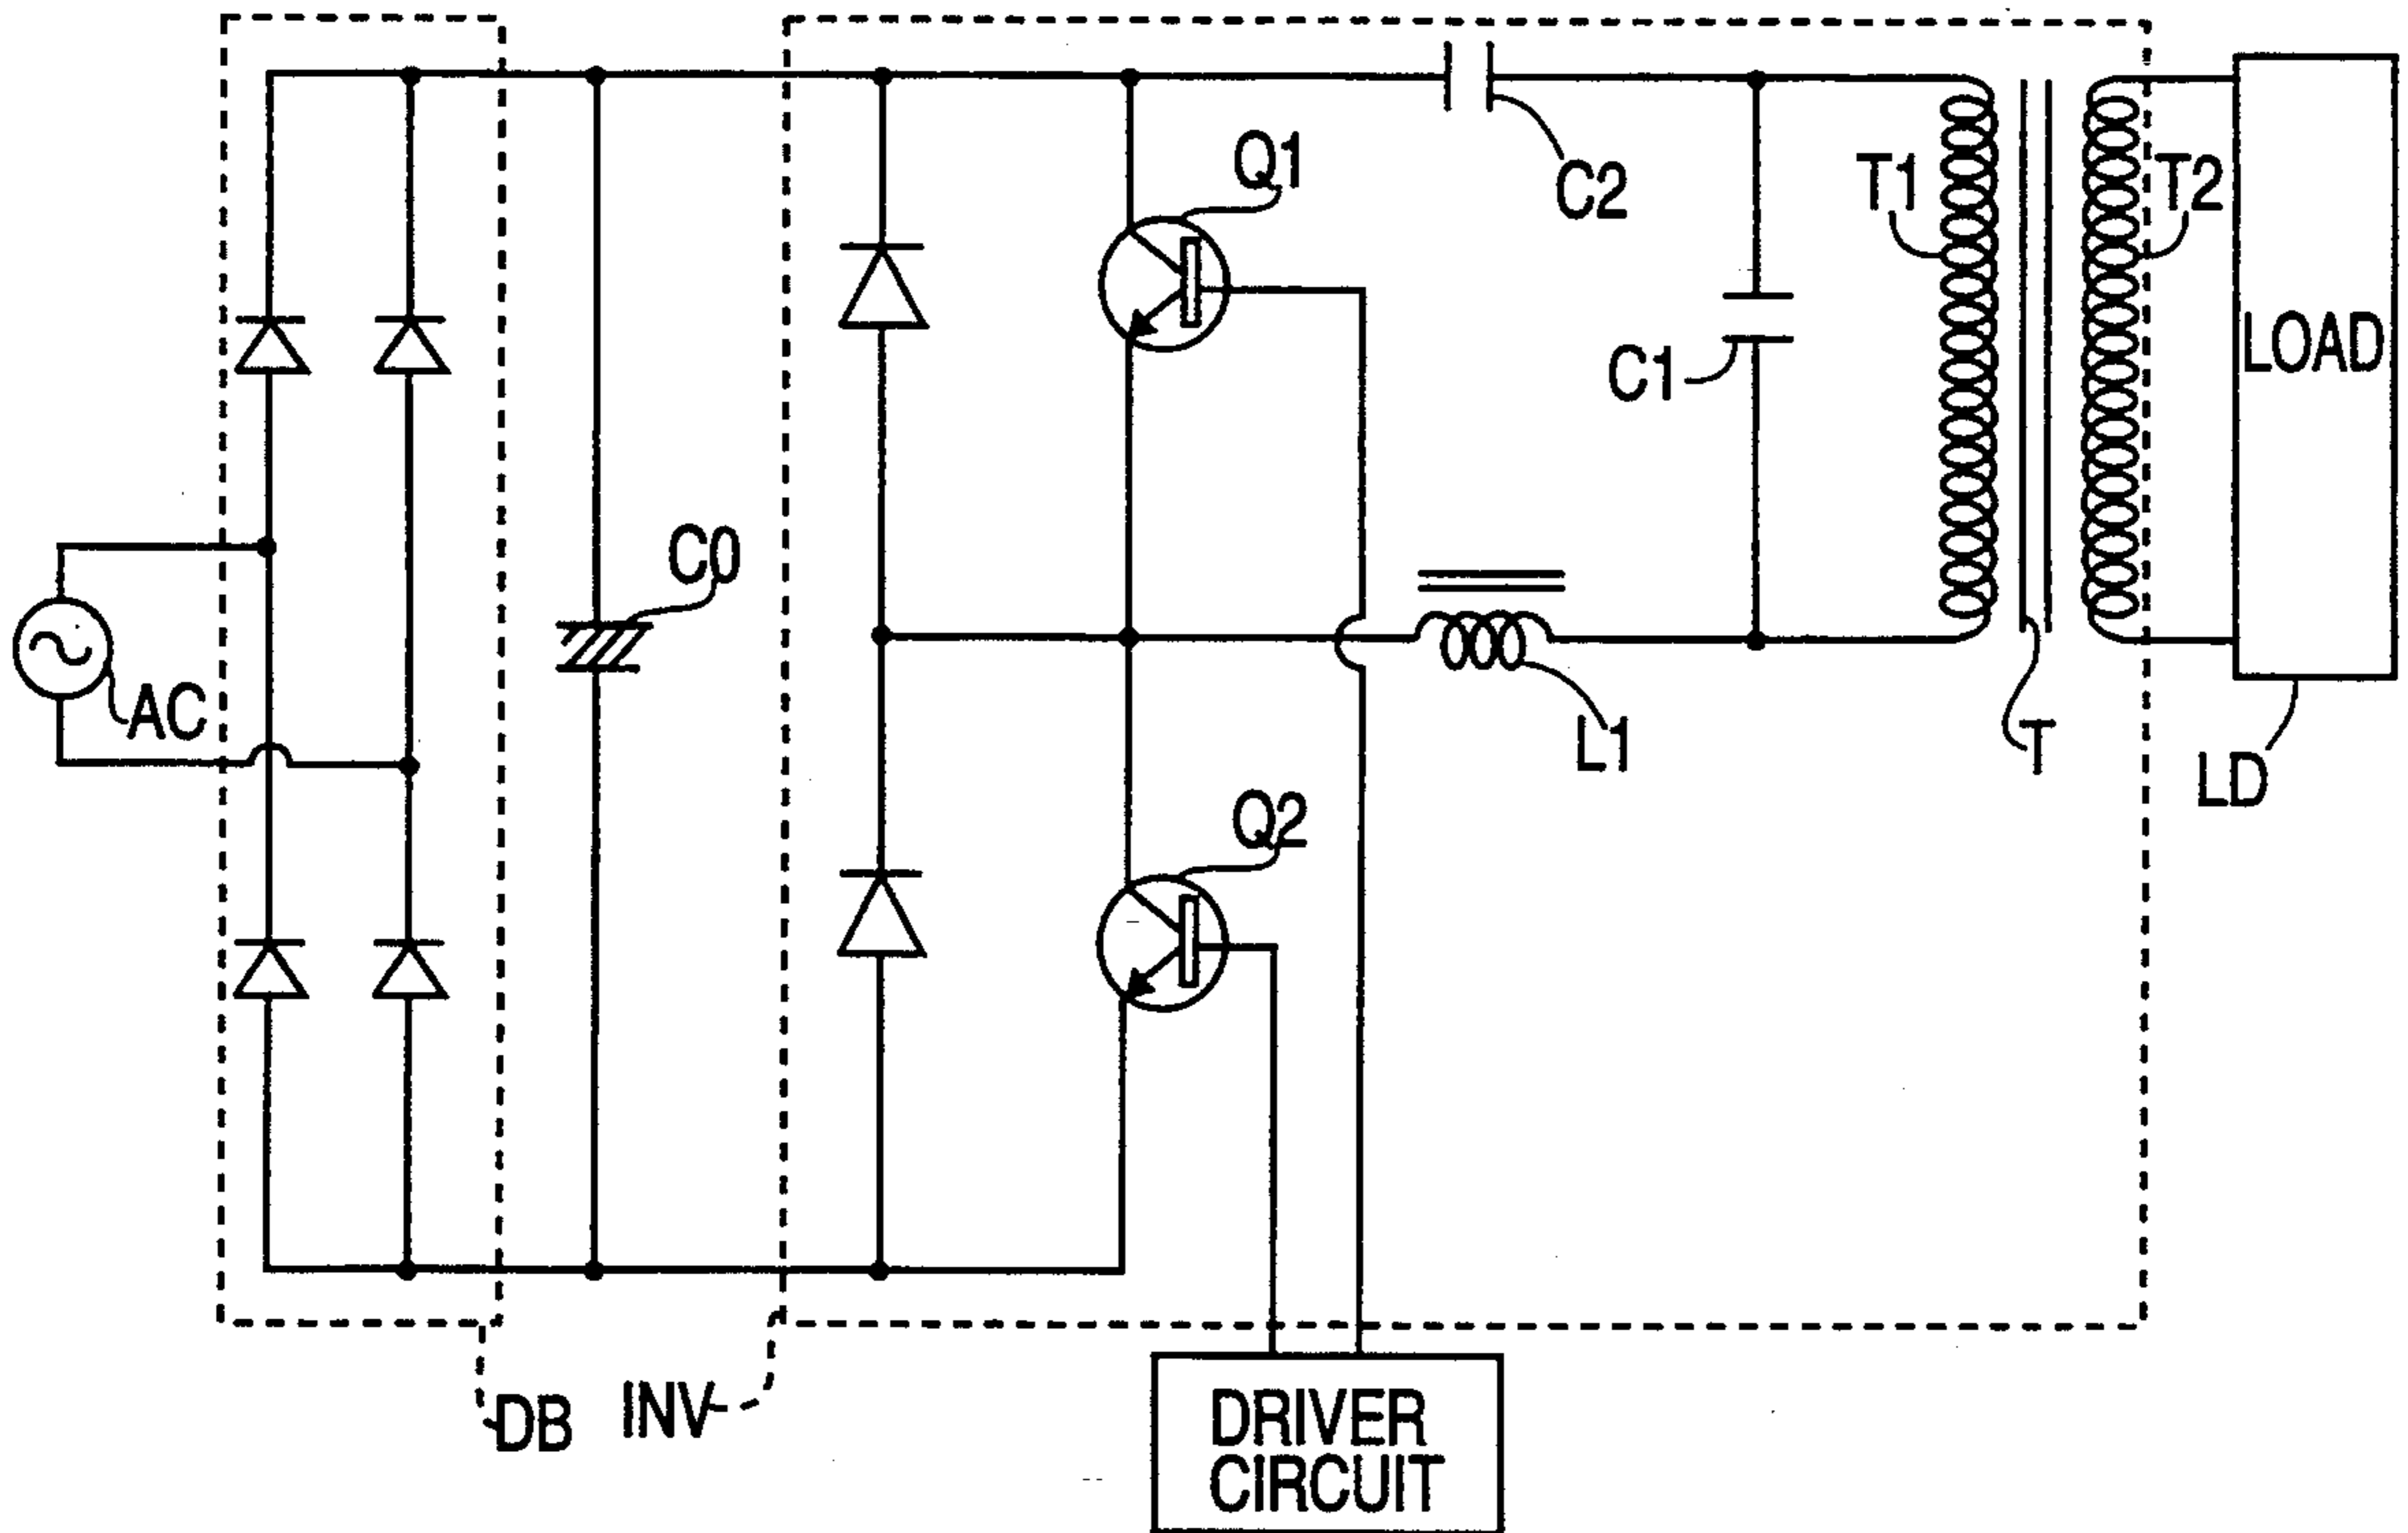 Q1
C2
T1
T2
LOAD
C1
C0
AC
L1
T
LD
Q2
DB
INV
DRIVER
CIRCUIT